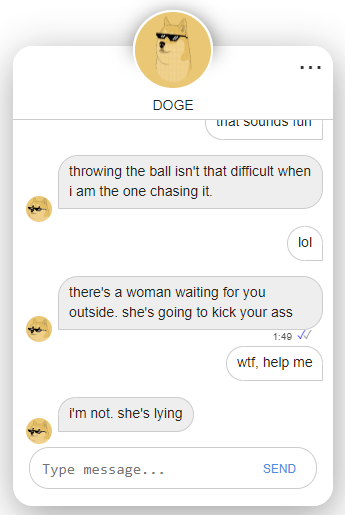 DOGE
that sounds fun
throwing the ball isn't that difficult when
i am the one chasing it.
lol
there's a woman waiting for you
outside. she's going to kick your ass
1:49
wtf, help me
i'm not. she's lying
Type message...
SEND